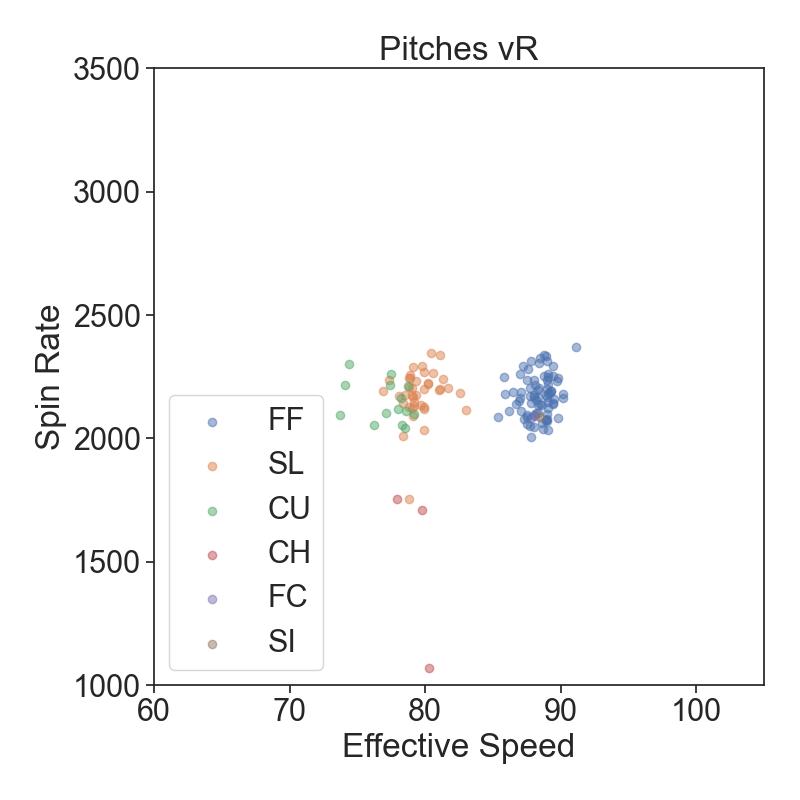 Pitches vR
3500
3000
2500
2000
1500
1000
Spin Rate
FF
SL
CU
CH
FC
SI
60 70 80 90 100
Effective Speed